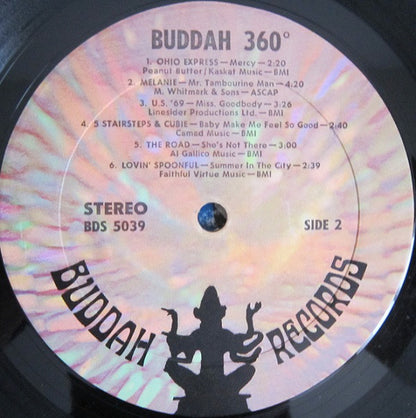 BUDDAH 360°
1. OHIO EXPRESS—Mercy—2:20
Peanut Butter/Kaskat Music—BMI
2. MELANIE—Mr. Tambourine Man—4:20
M. Whitmark & Sons—ASCAP
3. U.S. '69—Miss. Goodbody—3:26
Linesider Productions Ltd.—BMI
4. 5 STAIRSTEPS & CUBIE—Baby Make Me Feel So Good—2:40
Camad Music—BMI
5. THE ROAD—She's Not There—3:00
Al Gallico Music—BMI
6. LOVIN' SPOONFUL—Summer In The City—2:39
Faithful Virtue Music—BMI
STEREO
BDS 5039
SIDE 2
BUDDAH RECORDS